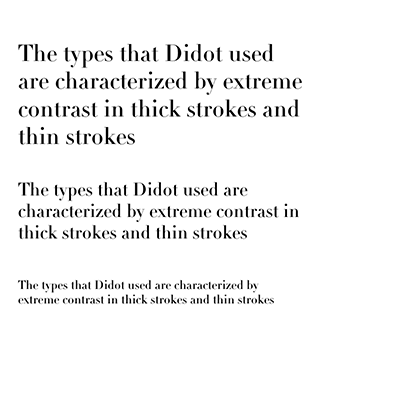 The types that Didot used
are characterized by extreme
contrast in thick strokes and
thin strokes
The types that Didot used are
characterized by extreme contrast in
thick strokes and thin strokes
The types that Didot used are characterized by
extreme contrast in thick strokes and thin strokes